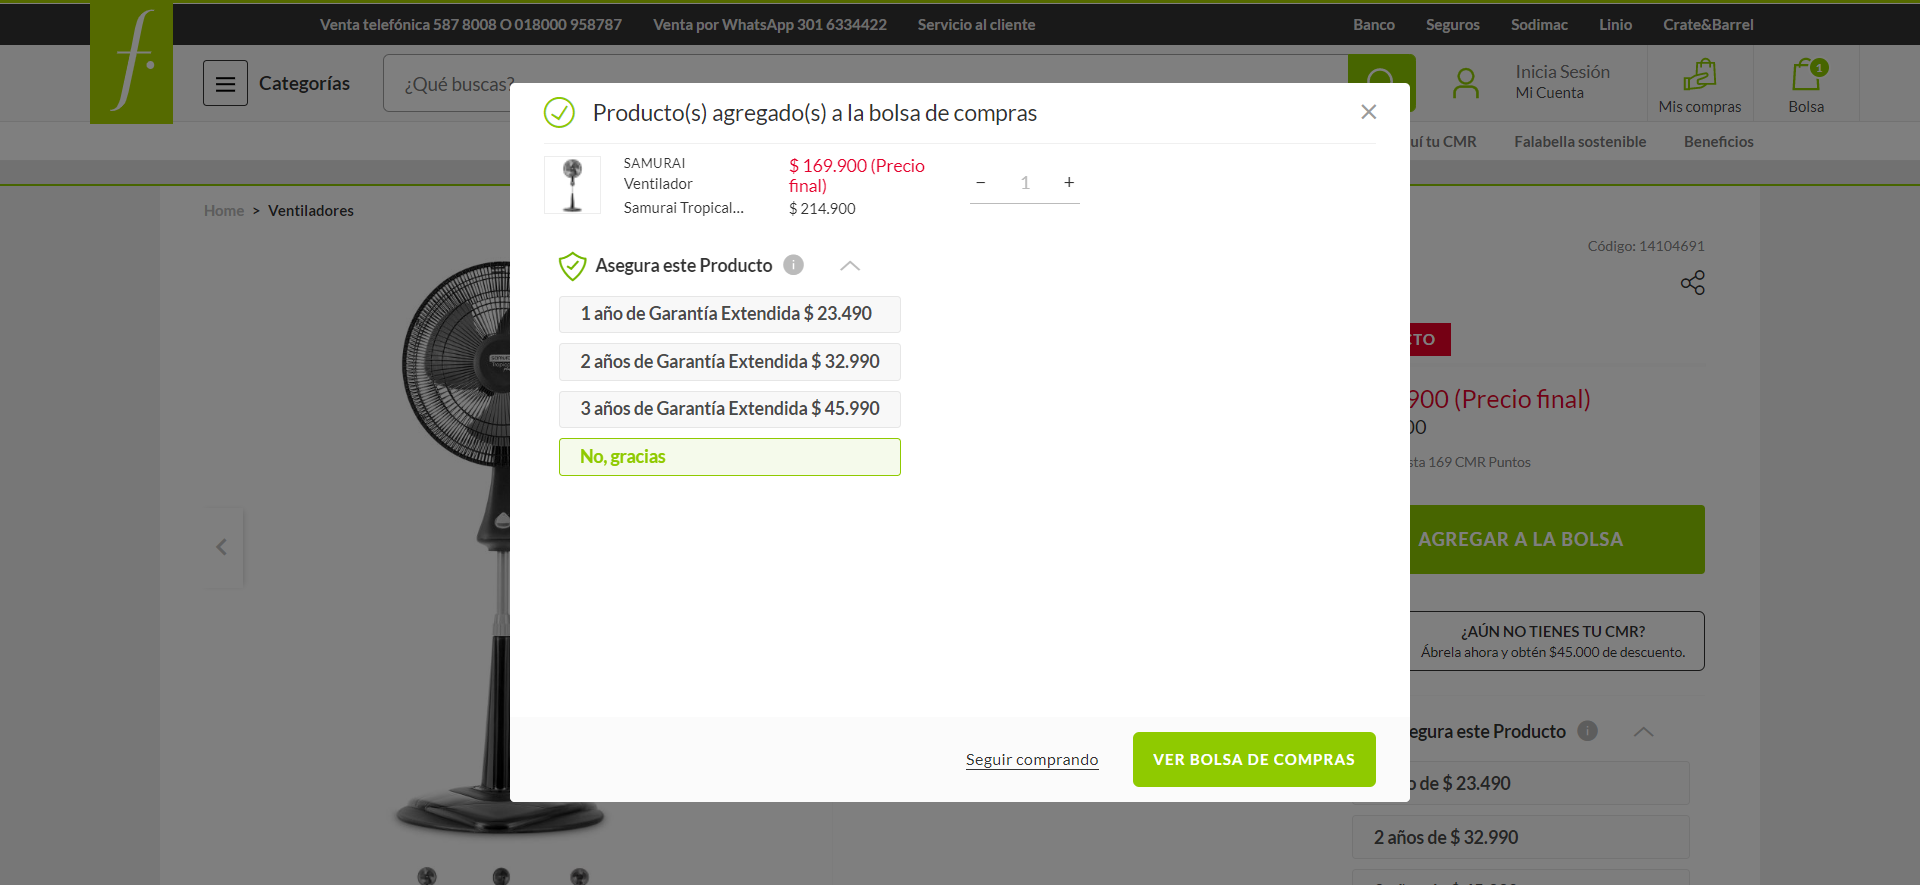 Venta telefónica 587 8008 O 018000 958787
Venta por WhatsApp 301 6334422
Servicio al cliente
Banco
Seguros
Sodimac
Linio
Crate&Barrel
f.
Categorías
¿Qué buscas?
Inicia Sesión
Mi Cuenta
Mis compras
1
Bolsa
Producto(s) agregado(s) a la bolsa de compras
uí tu CMR
Falabella sostenible
Beneficios
SAMURAI
Ventilador
Samurai Tropical...
$ 169.900 (Precio
final)
$ 214.900
− 1 +
Home > Ventiladores
Código: 14104691
Asegura este Producto
1 año de Garantía Extendida $ 23.490
2 años de Garantía Extendida $ 32.990
3 años de Garantía Extendida $ 45.990
No, gracias
CTO
900 (Precio final)
00
sta 169 CMR Puntos
AGREGAR A LA BOLSA
¿AÚN NO TIENES TU CMR?
Ábrela ahora y obtén $45.000 de descuento.
Seguir comprando
VER BOLSA DE COMPRAS
egura este Producto
o de $ 23.490
2 años de $ 32.990